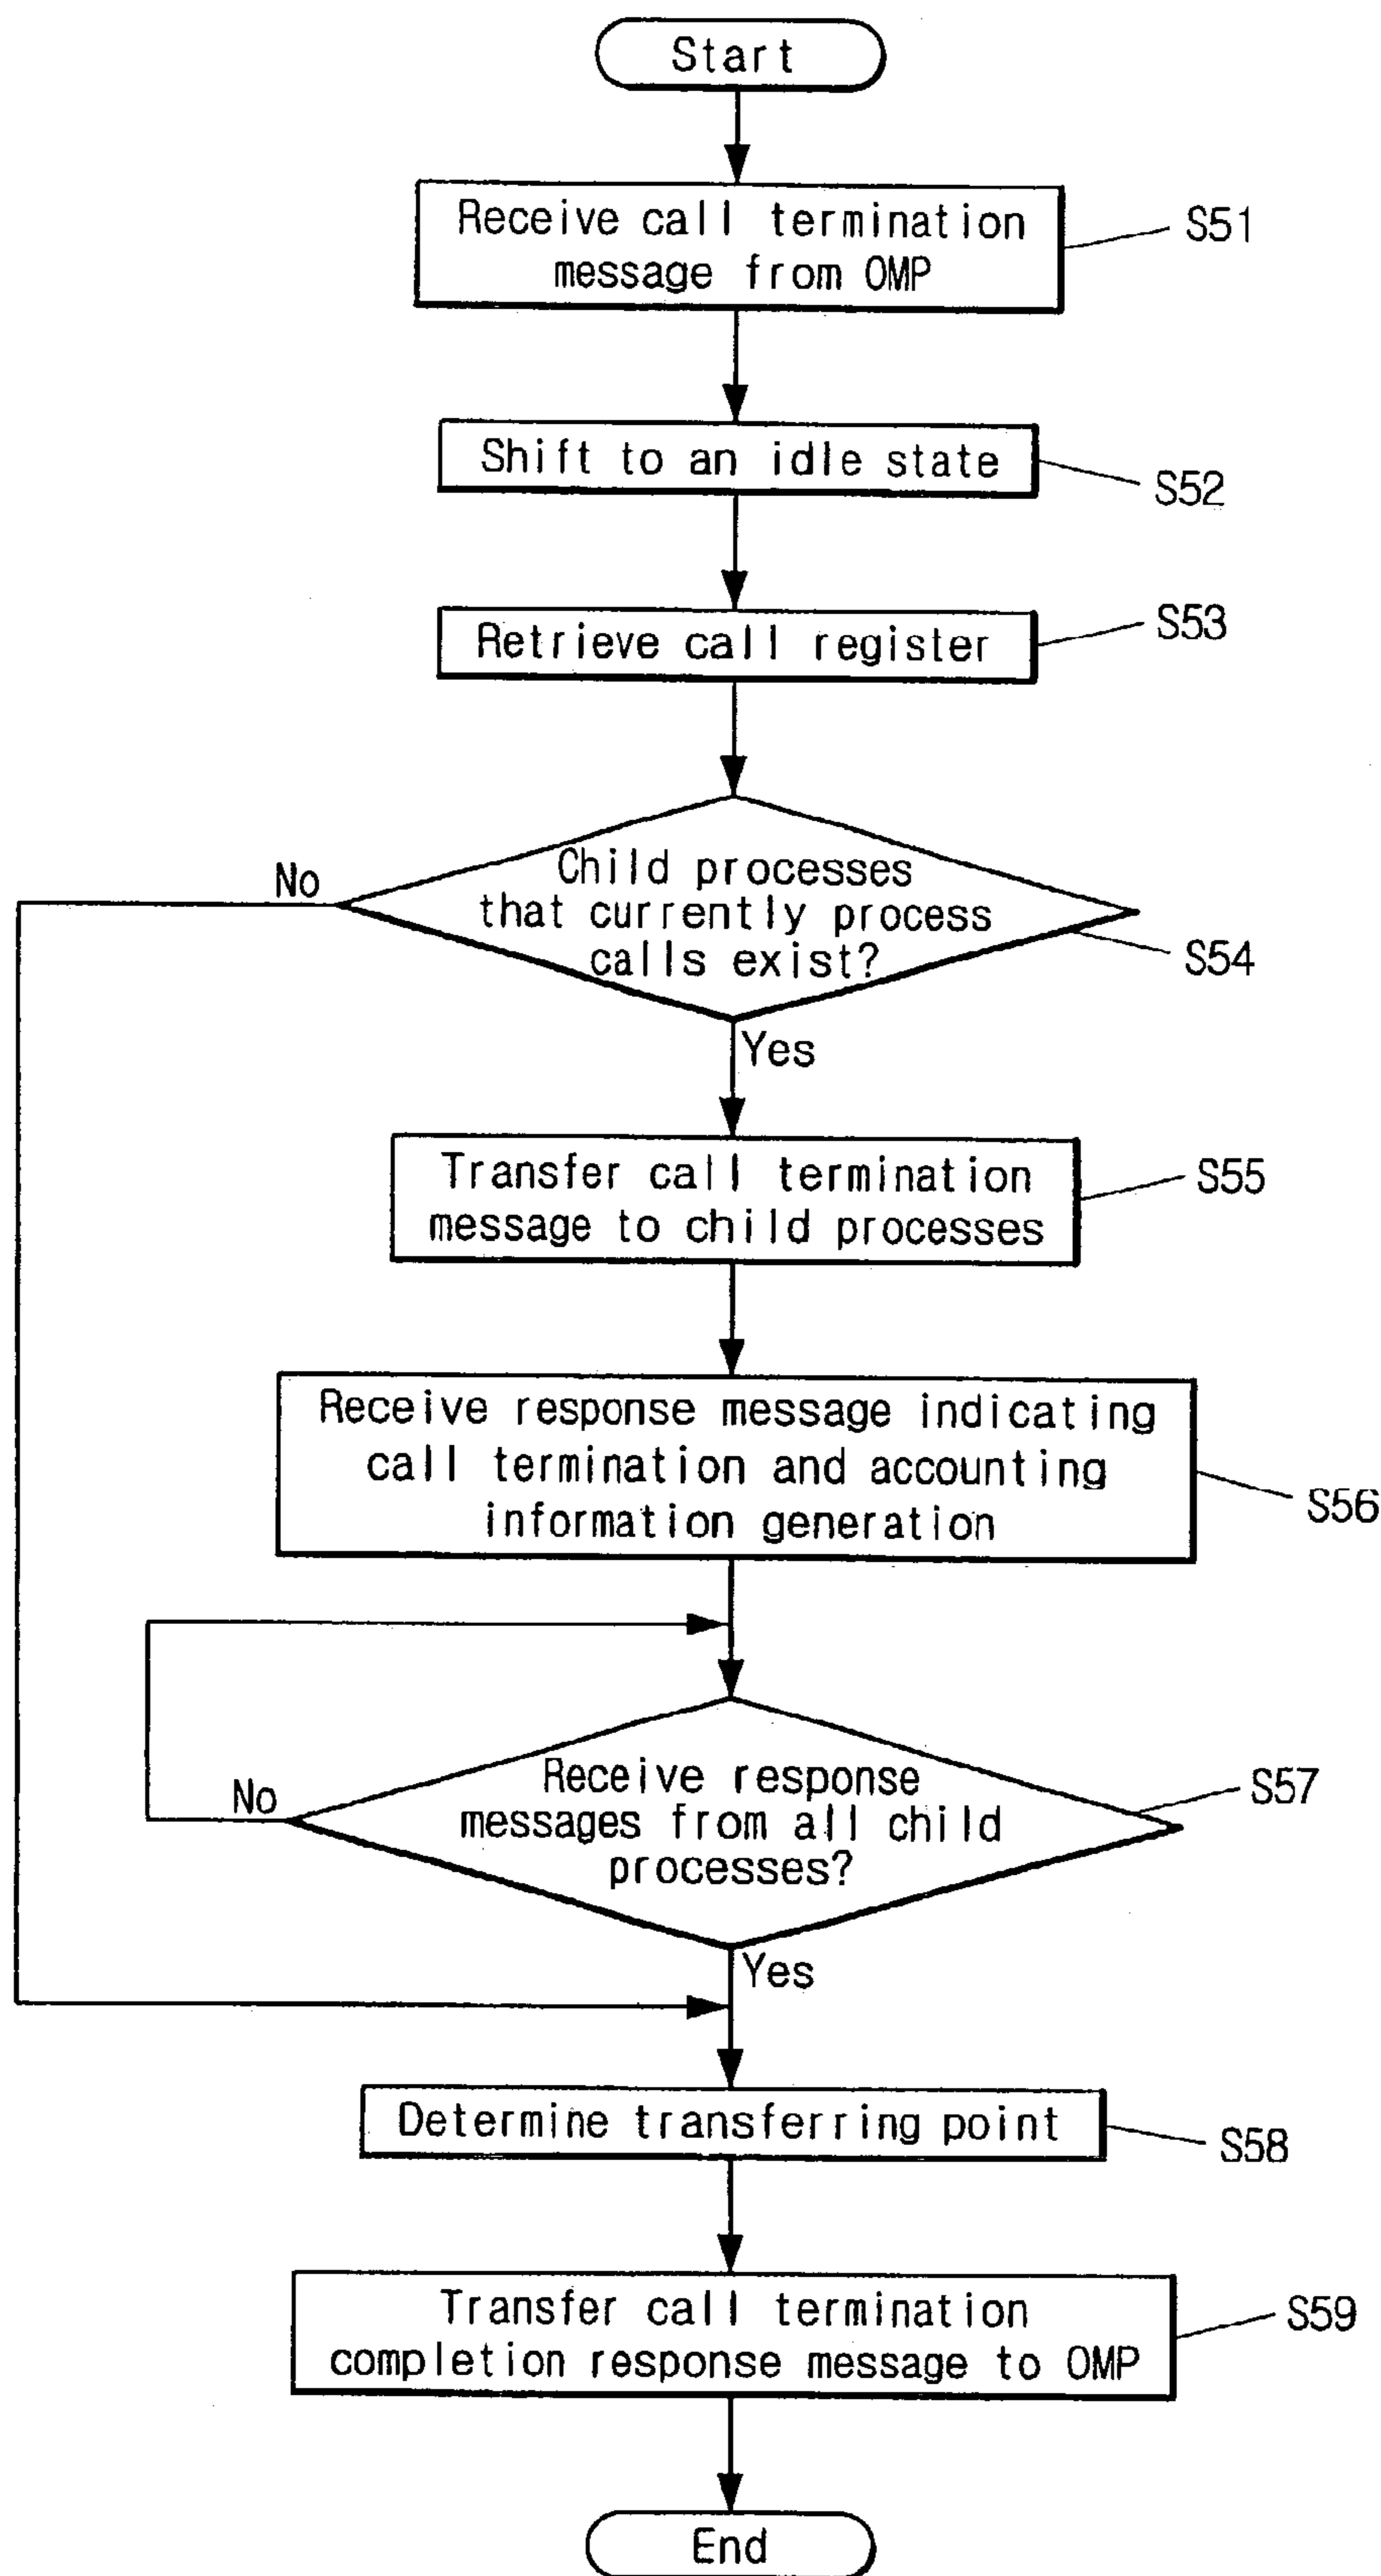 Start
Receive call termination
message from OMP
S51
Shift to an idle state
S52
Retrieve call register
S53
Child processes
that currently process
calls exist?
No
S54
Yes
Transfer call termination
message to child processes
S55
Receive response message indicating
call termination and accounting
information generation
S56
Receive response
messages from all child
processes?
No
S57
Yes
Determine transferring point
S58
Transfer call termination
completion response message to OMP
S59
End